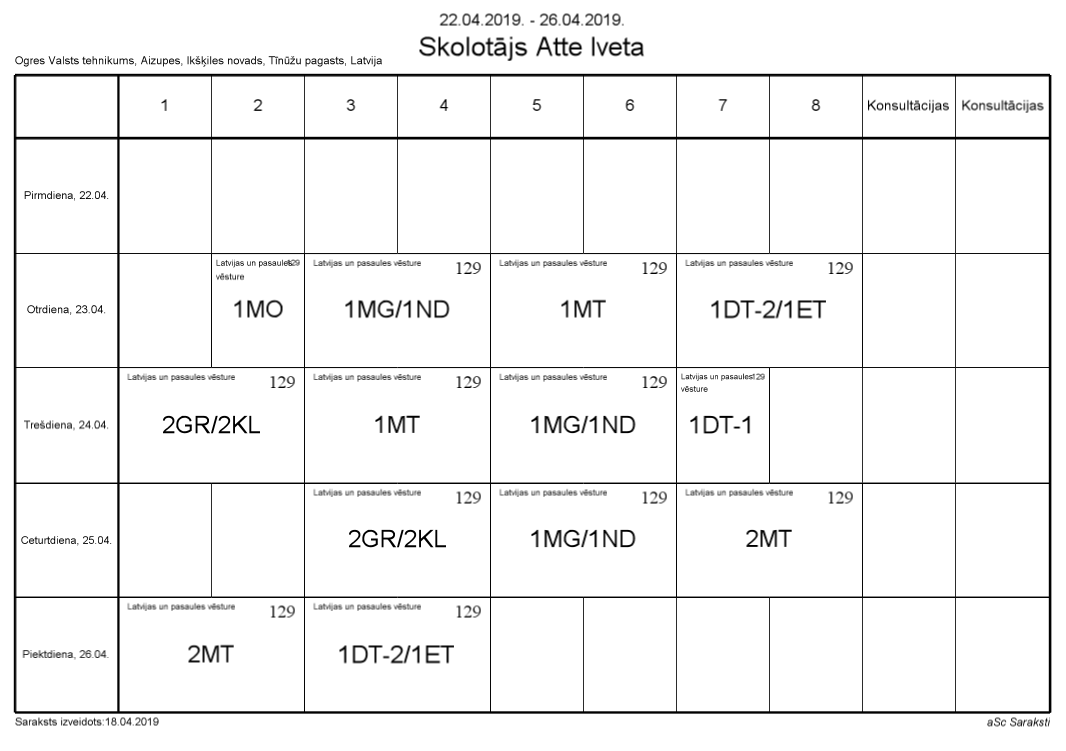 22.04.2019. - 26.04.2019.
Skolotājs Atte Iveta
Ogres Valsts tehnikums, Aizupes, Ikšķiles novads, Tīnūžu pagasts, Latvija
1 2 3 4 5 6 7 8 Konsultācijas Konsultācijas
Pirmdiena, 22.04.
Otrdiena, 23.04.
Latvijas un pasaules 129
vēsture
1MO
Latvijas un pasaules vēsture 129
1MG/1ND
Latvijas un pasaules vēsture 129
1MT
Latvijas un pasaules vēsture 129
1DT-2/1ET
Trešdiena, 24.04.
Latvijas un pasaules vēsture 129
2GR/2KL
Latvijas un pasaules vēsture 129
1MT
Latvijas un pasaules vēsture 129
1MG/1ND
Latvijas un pasaules 129
vēsture
1DT-1
Ceturtdiena, 25.04.
Latvijas un pasaules vēsture 129
2GR/2KL
Latvijas un pasaules vēsture 129
1MG/1ND
Latvijas un pasaules vēsture 129
2MT
Piektdiena, 26.04.
Latvijas un pasaules vēsture 129
2MT
Latvijas un pasaules vēsture 129
1DT-2/1ET
Saraksts izveidots:18.04.2019
aSc Saraksti